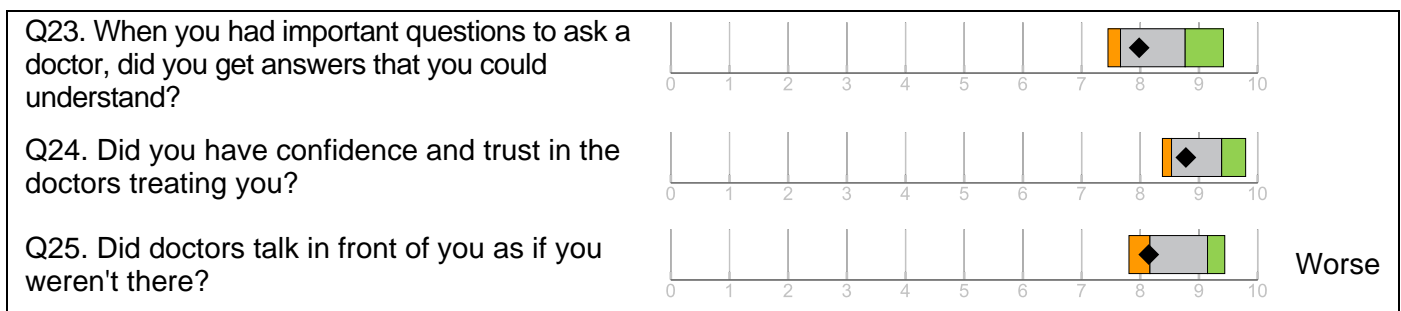 Q23. When you had important questions to ask a
doctor, did you get answers that you could
understand?
0 1 2 3 4 5 6 7 8 9 10
Q24. Did you have confidence and trust in the
doctors treating you?
0 1 2 3 4 5 6 7 8 9 10
Q25. Did doctors talk in front of you as if you
weren't there?
0 1 2 3 4 5 6 7 8 9 10
Worse